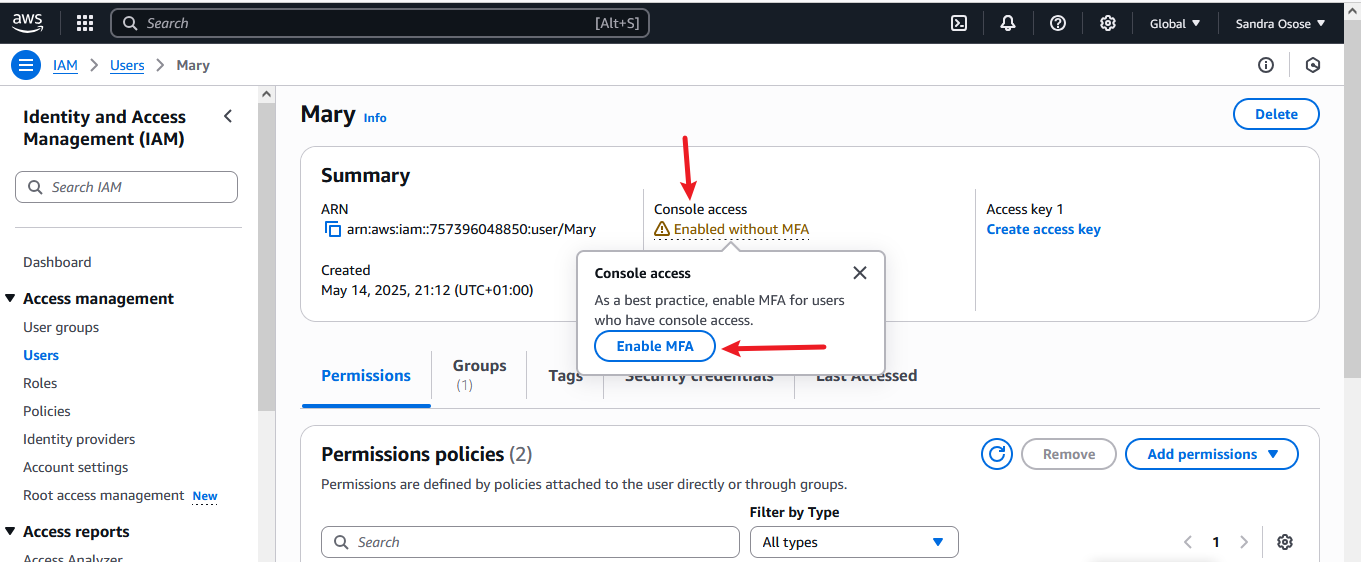 aws
Search
[Alt+S]
Global
Sandra Osose
IAM
Users
Mary
Identity and Access
Management (IAM)
Search IAM
Dashboard
Access management
User groups
Users
Roles
Policies
Identity providers
Account settings
Root access management New
Access reports
Access Analyzer
Mary Info
Delete
Summary
ARN
arn:aws:iam::757396048850:user/Mary
Created
May 14, 2025, 21:12 (UTC+01:00)
Console access
Enabled without MFA
Access key 1
Create access key
Console access
As a best practice, enable MFA for users
who have console access.
Enable MFA
Permissions
Groups
(1)
Tags
Security credentials
Last Accessed
Permissions policies (2)
Remove
Add permissions
Permissions are defined by policies attached to the user directly or through groups.
Filter by Type
Search
All types
1